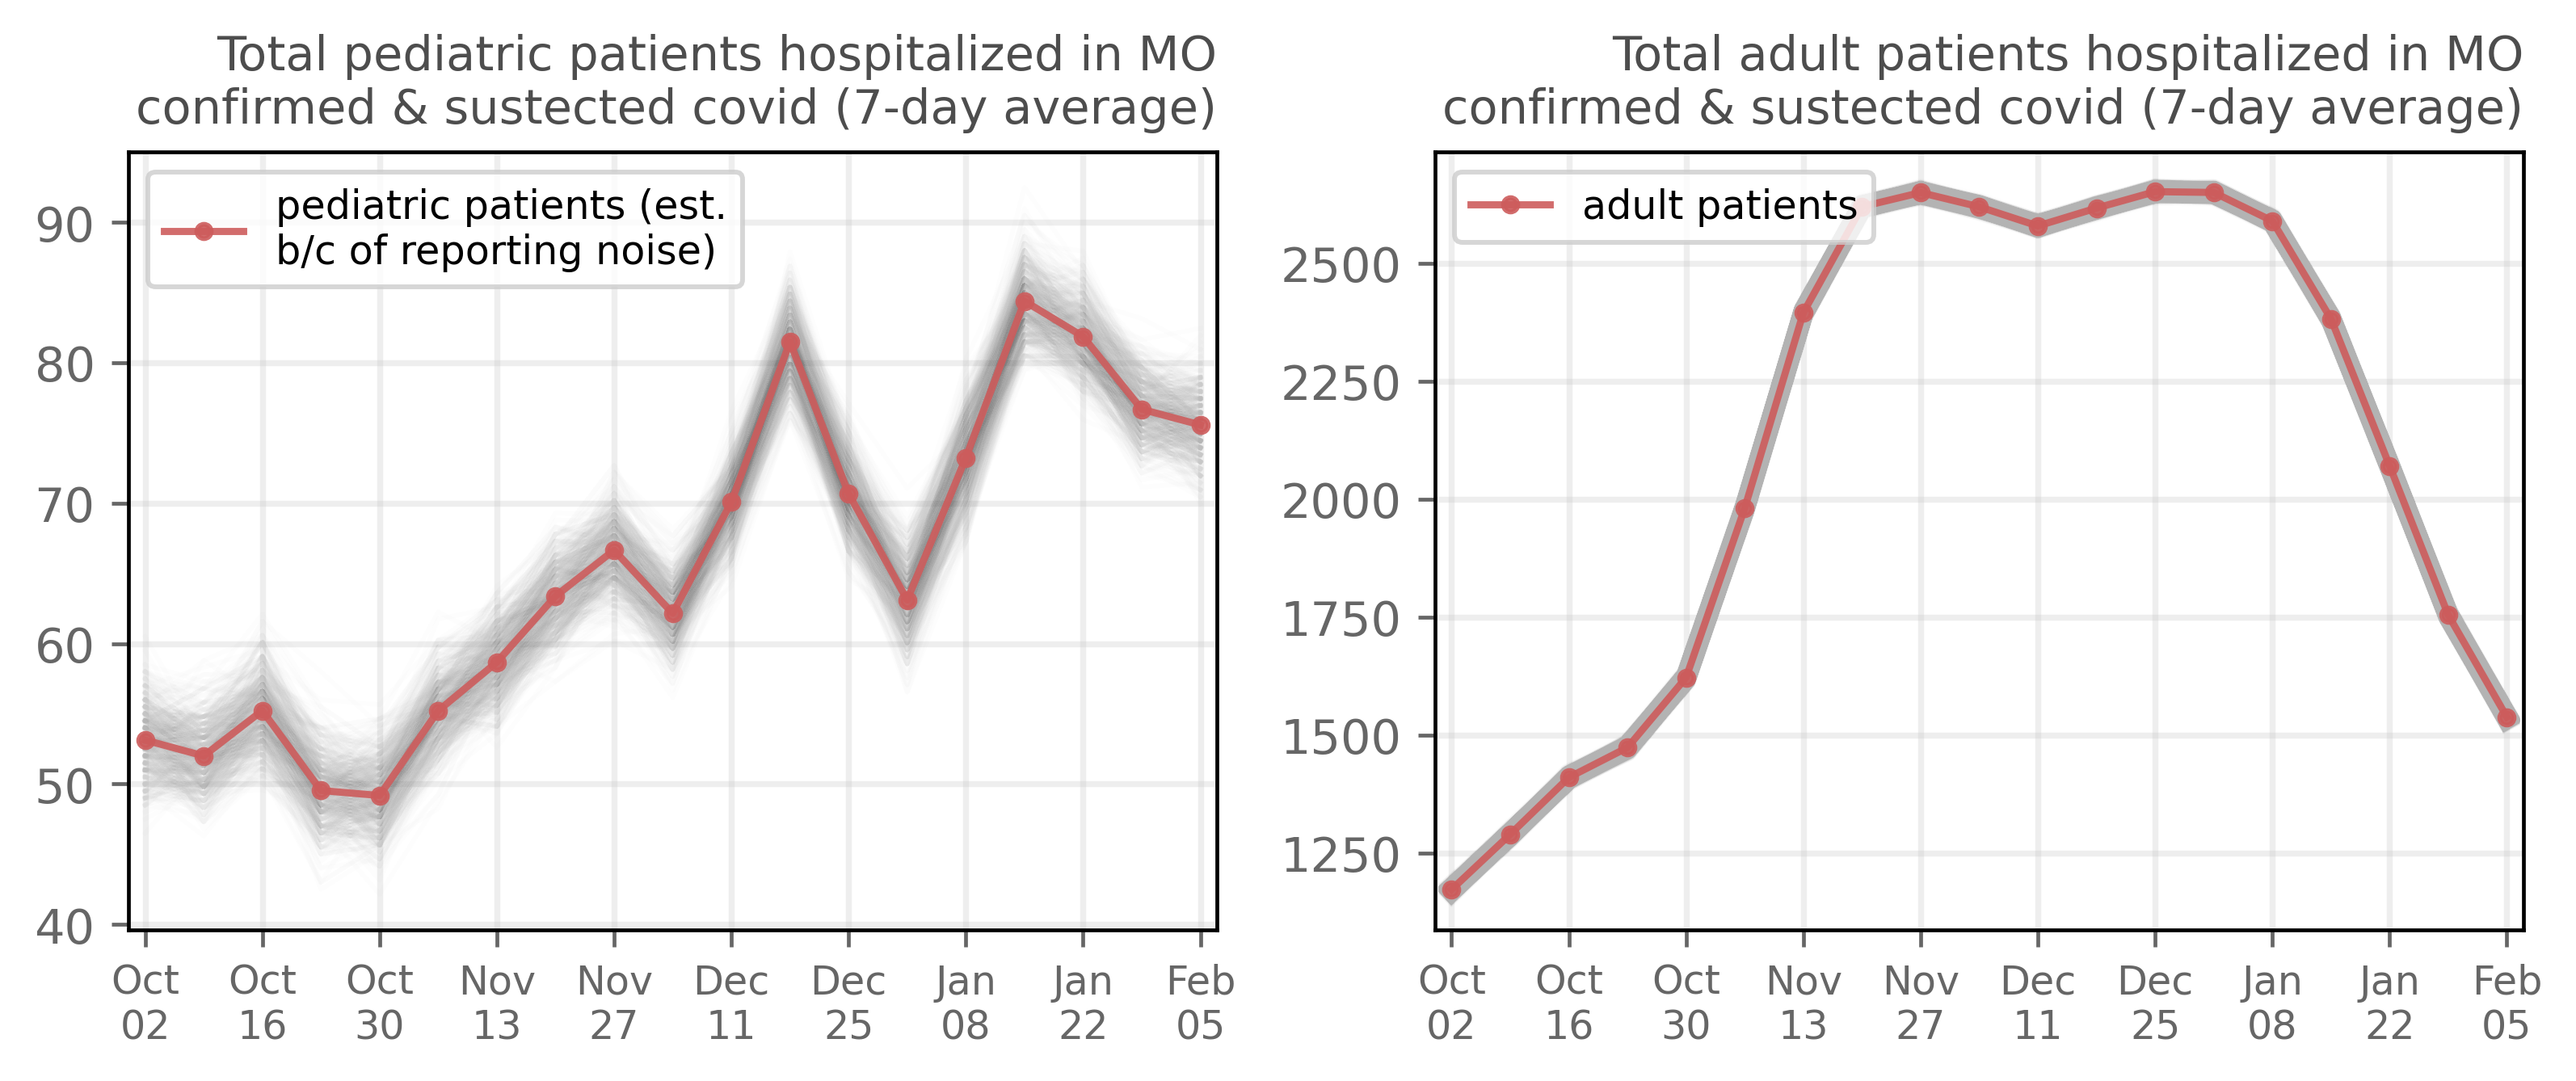 Total pediatric patients hospitalized in MO
confirmed & sustected covid (7-day average)
pediatric patients (est.
b/c of reporting noise)
90
80
70
60
50
40
Oct Oct Oct Nov Nov Dec Dec Jan Jan Feb
02 16 30 13 27 11 25 08 22 05
Total adult patients hospitalized in MO
confirmed & sustected covid (7-day average)
adult patients
2500
2250
2000
1750
1500
1250
Oct Oct Oct Nov Nov Dec Dec Jan Jan Feb
02 16 30 13 27 11 25 08 22 05